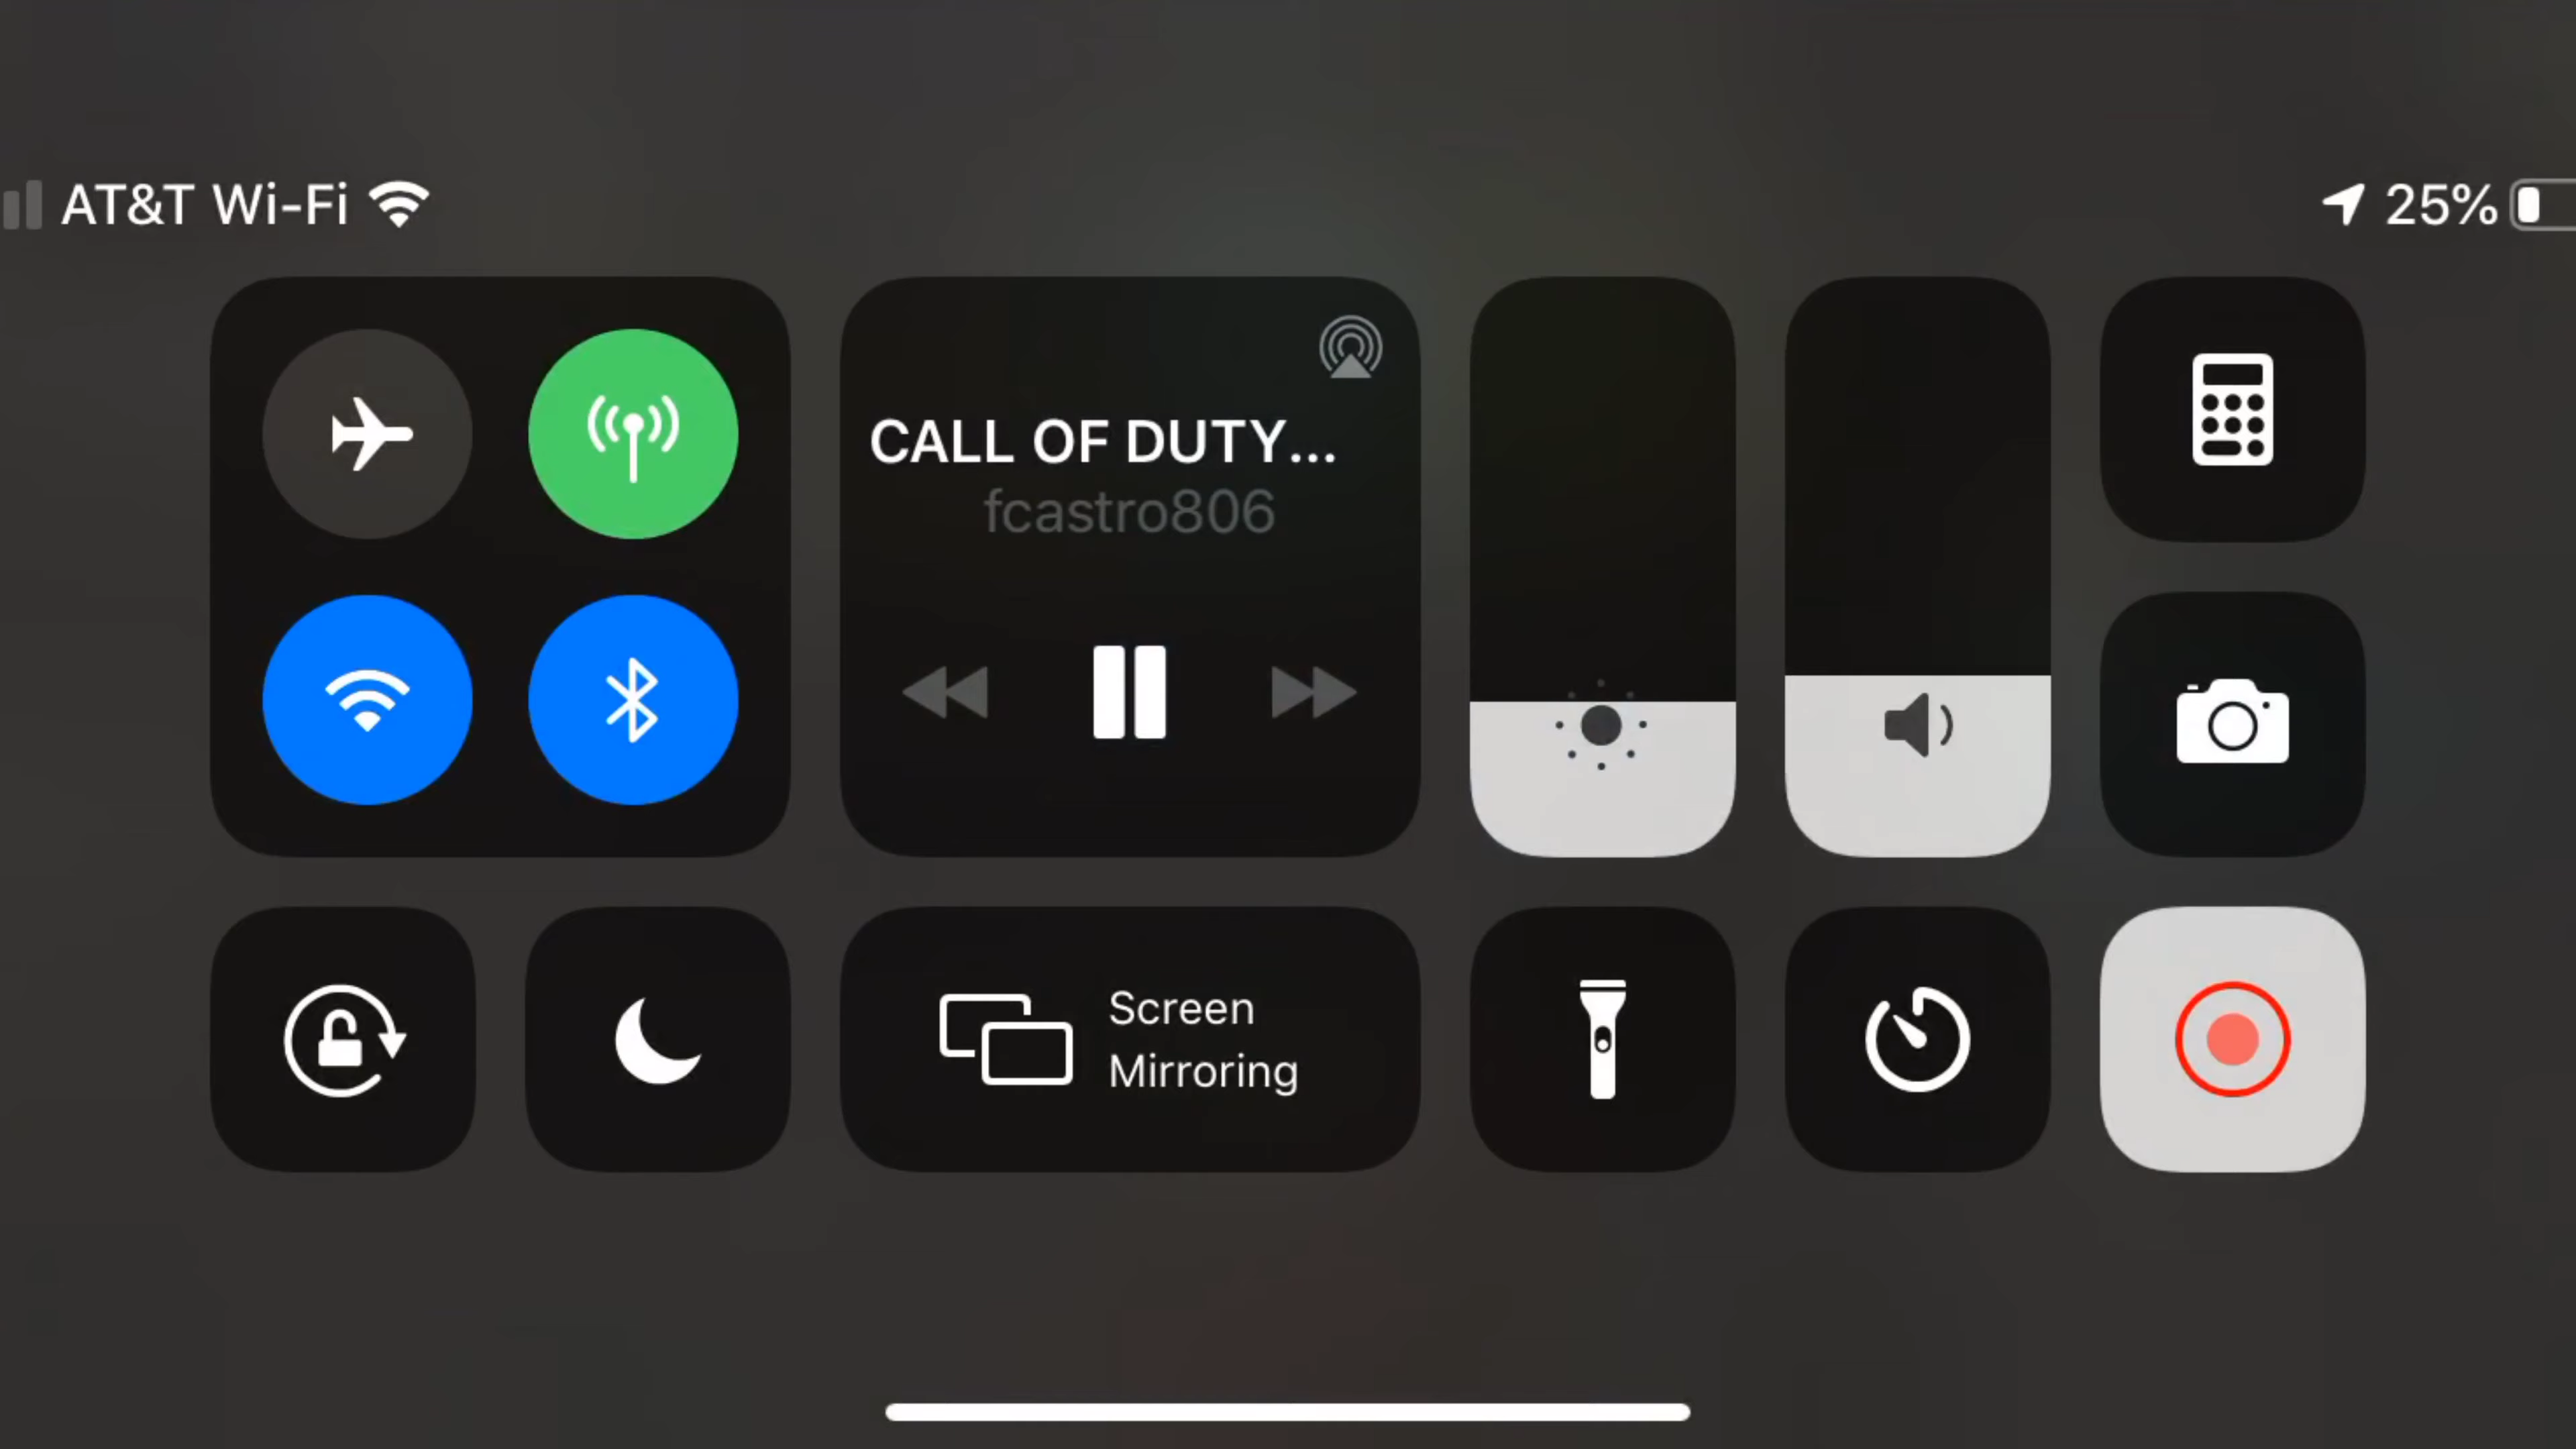 AT&T Wi-Fi
25%
CALL OF DUTY...
fcastro806
Screen
Mirroring